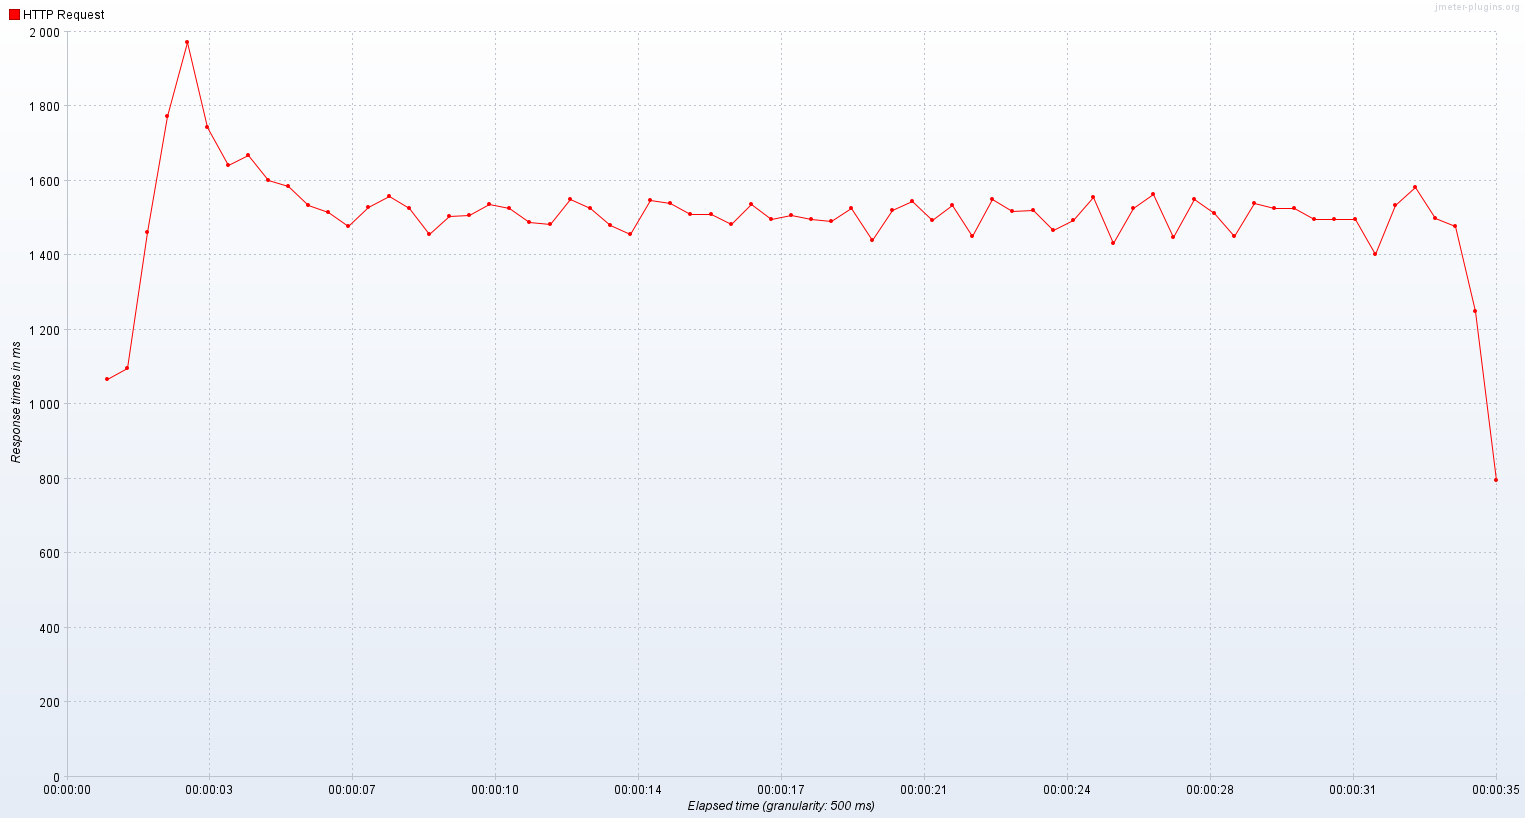 jmeter-plugins.org
HTTP Request
2 000
1 800
1 600
1 400
1 200
1 000
800
600
400
200
0
Response times in ms
00:00:00 00:00:03 00:00:07 00:00:10 00:00:14 00:00:17 00:00:21 00:00:24 00:00:28 00:00:31 00:00:35
Elapsed time (granularity: 500 ms)